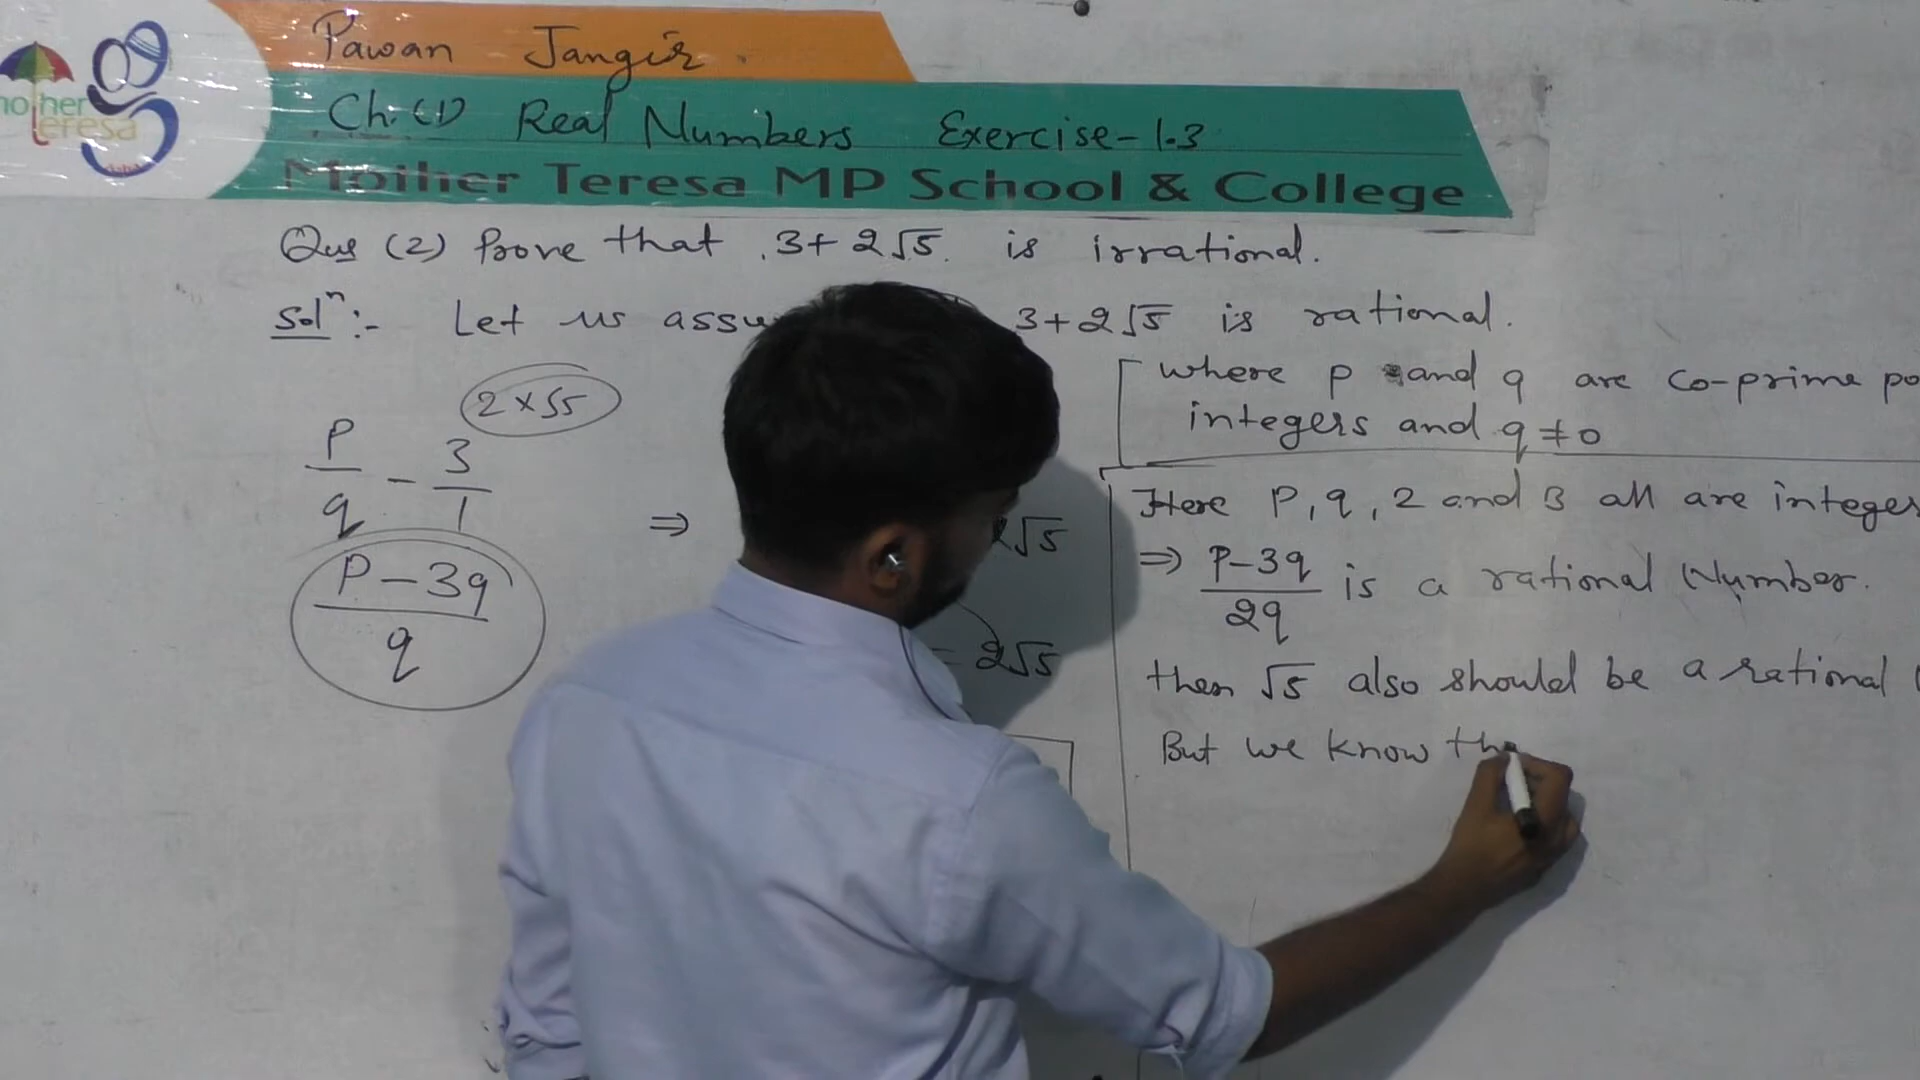 Pawan Jangir.
Ch.(1) Real Numbers Exercise-1.3
Mother Teresa MP School & College
mother
teresa
Ques (2) Prove that 3+2√5 is irrational.
Solⁿ:- Let us assu 3+2√5 is rational.
where p and q are Co-prime po
integers and q≠0
2×√5
P/q - 3/1
P-3q/q
⇒ 2√5
= 2√5
Here P, q, 2 and 3 all are integer
⇒ P-3q/2q is a rational Number.
then √5 also should be a rational
But we know th